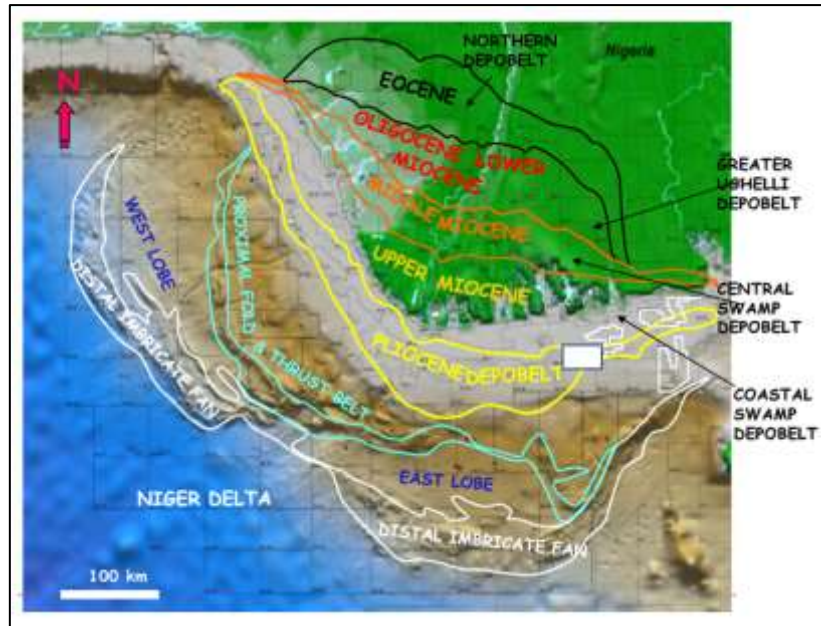 NORTHERN
DEPOBELT
Nigeria
N
EOCENE
OLIGOCENE LOWER
MIOCENE
GREATER
UGHELLI
DEPOBELT
MIDDLE MIOCENE
WEST LOBE
PROXIMAL FOLD & THRUST BELT
UPPER MIOCENE
DISTAL IMBRICATE FAN
CENTRAL
SWAMP
DEPOBELT
PLIOCENE DEPOBELT
COASTAL
SWAMP
DEPOBELT
EAST LOBE
NIGER DELTA
DISTAL IMBRICATE FAN
100 km